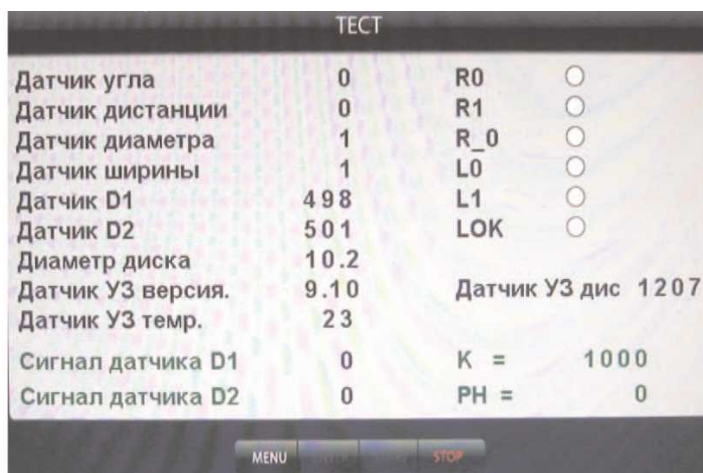 ТЕСТ
Датчик угла 0 R0
Датчик дистанции 0 R1
Датчик диаметра 1 R_0
Датчик ширины 1 L0
Датчик D1 498 L1
Датчик D2 501 LOK
Диаметр диска 10.2
Датчик УЗ версия. 9.10 Датчик УЗ дис 1207
Датчик УЗ темр. 23
Сигнал датчика D1 0 K = 1000
Сигнал датчика D2 0 PH = 0
MENU STOP